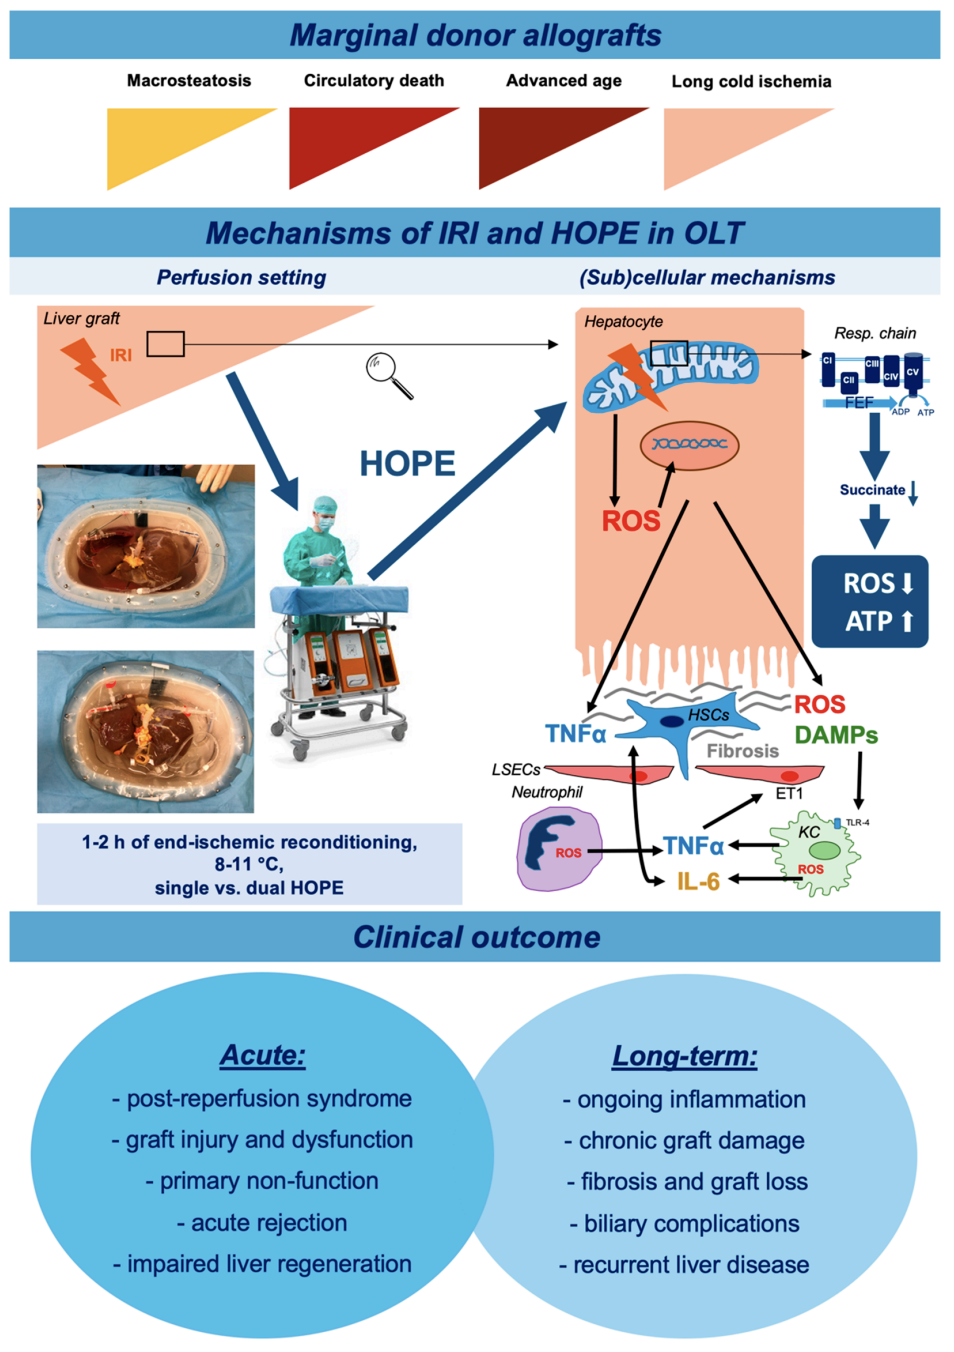 Marginal donor allografts
Macrosteatosis
Circulatory death
Advanced age
Long cold ischemia
Mechanisms of IRI and HOPE in OLT
Perfusion setting
(Sub)cellular mechanisms
Liver graft
IRI
HOPE
1-2 h of end-ischemic reconditioning,
8-11 °C,
single vs. dual HOPE
Hepatocyte
ROS
Resp. chain
CI
CII
CIII
CIV
CV
FEF
ADP
ATP
Succinate
ROS
ATP
TNFα
HSCs
Fibrosis
ROS
DAMPs
LSECs
ET1
Neutrophil
ROS
TNFα
IL-6
KC
TLR-4
ROS
Clinical outcome
Acute:
- post-reperfusion syndrome
- graft injury and dysfunction
- primary non-function
- acute rejection
- impaired liver regeneration
Long-term:
- ongoing inflammation
- chronic graft damage
- fibrosis and graft loss
- biliary complications
- recurrent liver disease